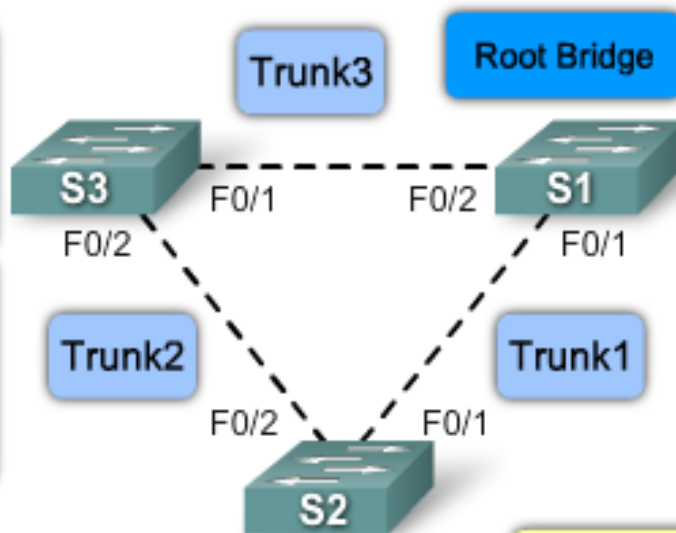 Root Bridge
Trunk3
S3
S1
F0/1
F0/2
F0/2
F0/1
Trunk2
Trunk1
F0/2
F0/1
S2